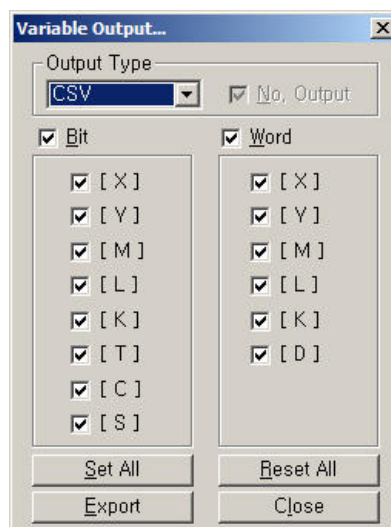 Variable Output...
Output Type
CSV
No, Output
Bit
Word
[ X ]
[ Y ]
[ M ]
[ L ]
[ K ]
[ T ]
[ C ]
[ S ]
[ X ]
[ Y ]
[ M ]
[ L ]
[ K ]
[ D ]
Set All
Reset All
Export
Close